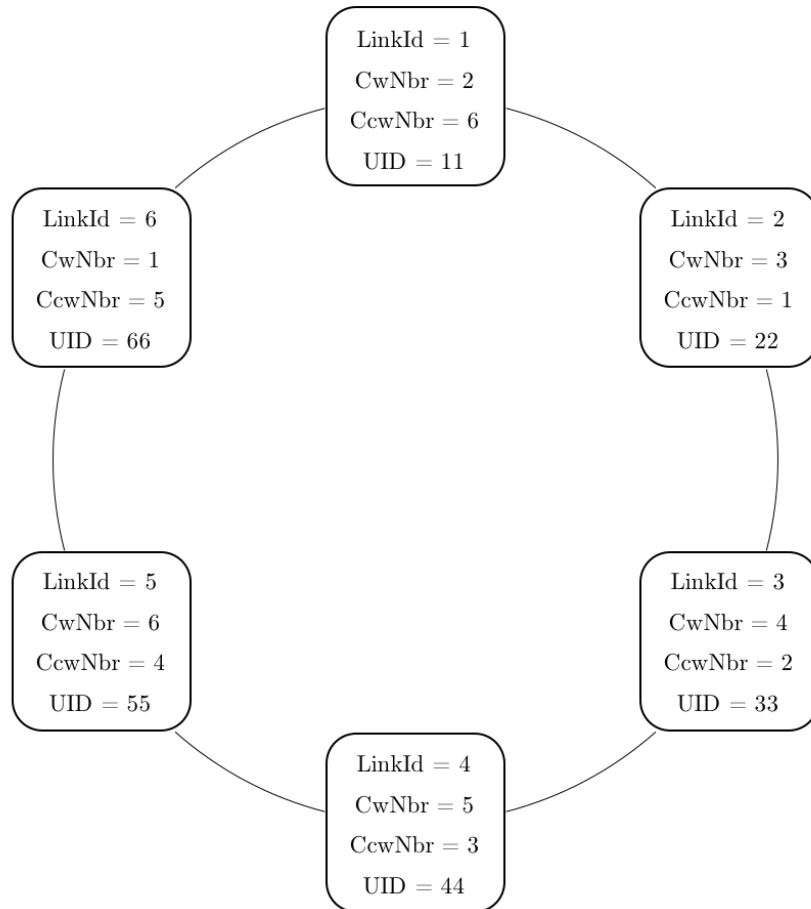 LinkId = 1
CwNbr = 2
CcwNbr = 6
UID = 11
LinkId = 6
CwNbr = 1
CcwNbr = 5
UID = 66
LinkId = 2
CwNbr = 3
CcwNbr = 1
UID = 22
LinkId = 5
CwNbr = 6
CcwNbr = 4
UID = 55
LinkId = 3
CwNbr = 4
CcwNbr = 2
UID = 33
LinkId = 4
CwNbr = 5
CcwNbr = 3
UID = 44